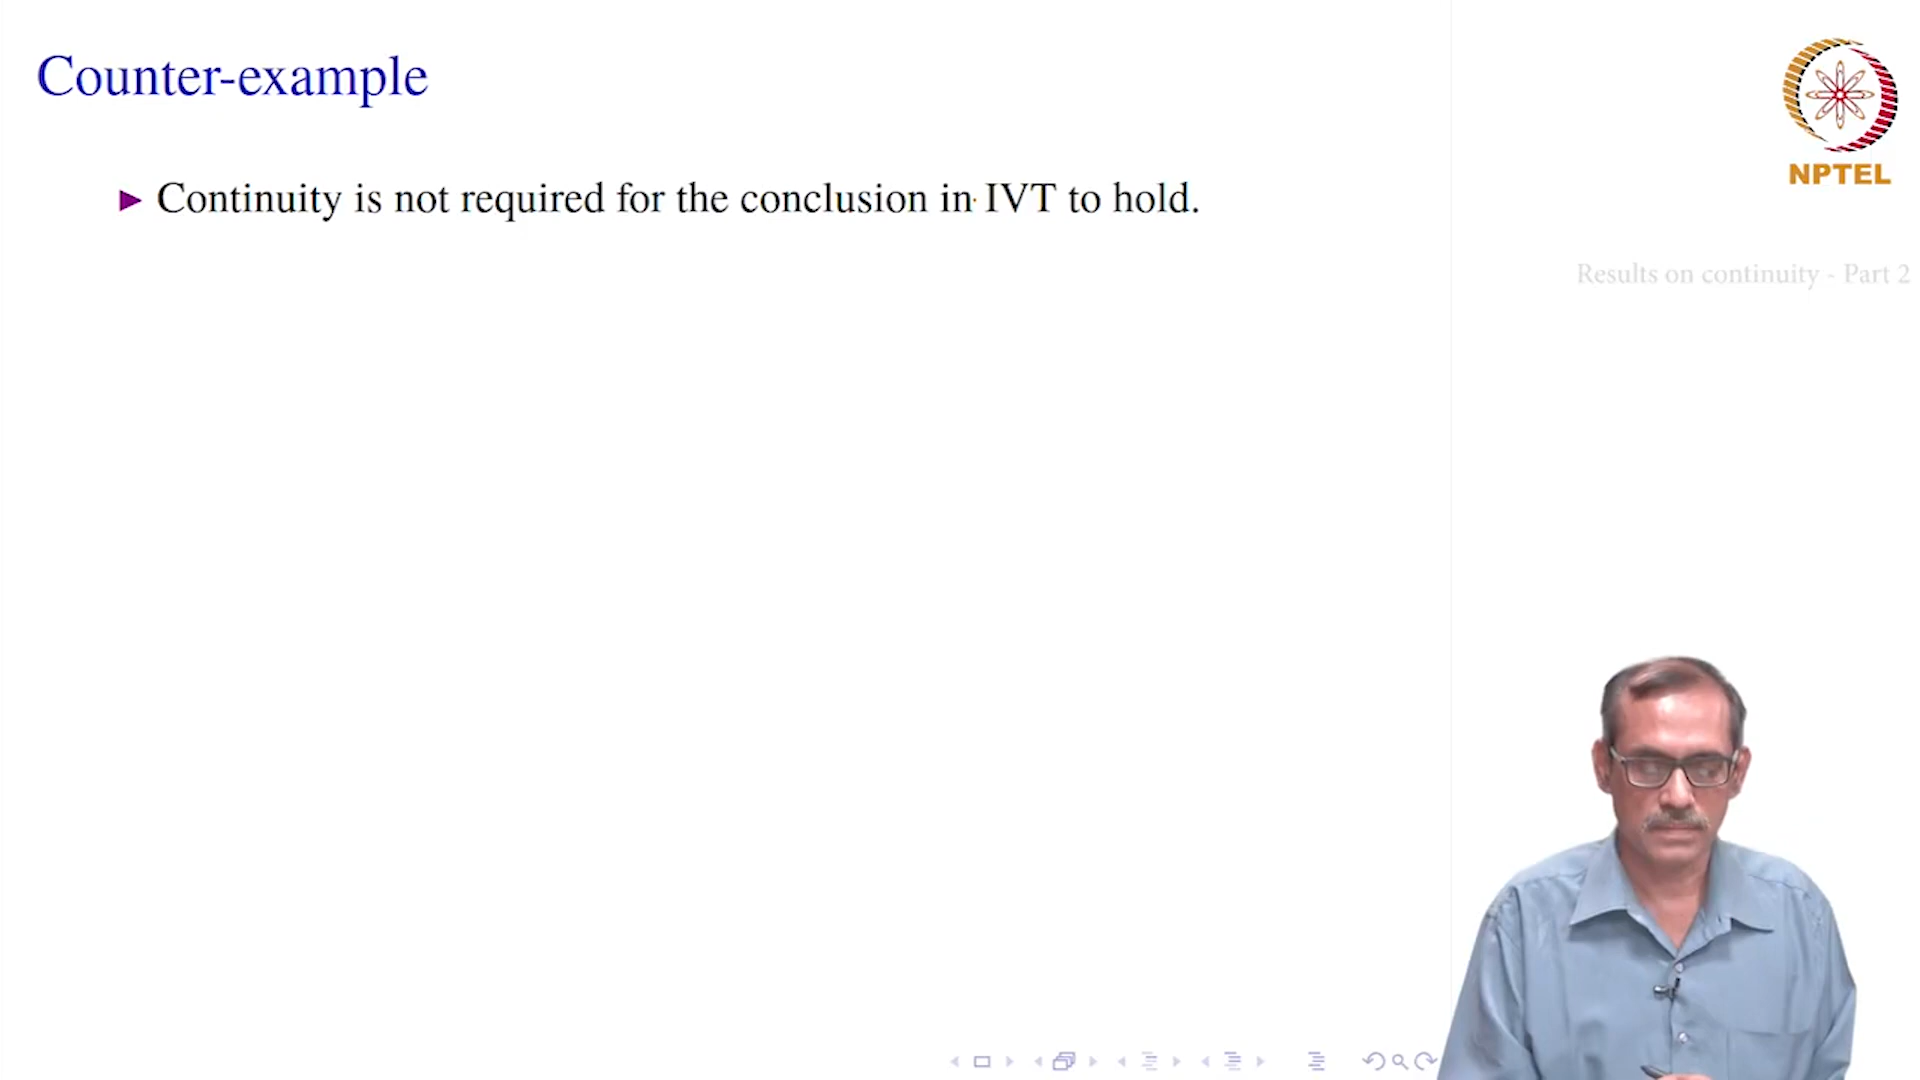 Counter-example
▶ Continuity is not required for the conclusion in IVT to hold.
NPTEL
Results on continuity - Part 2